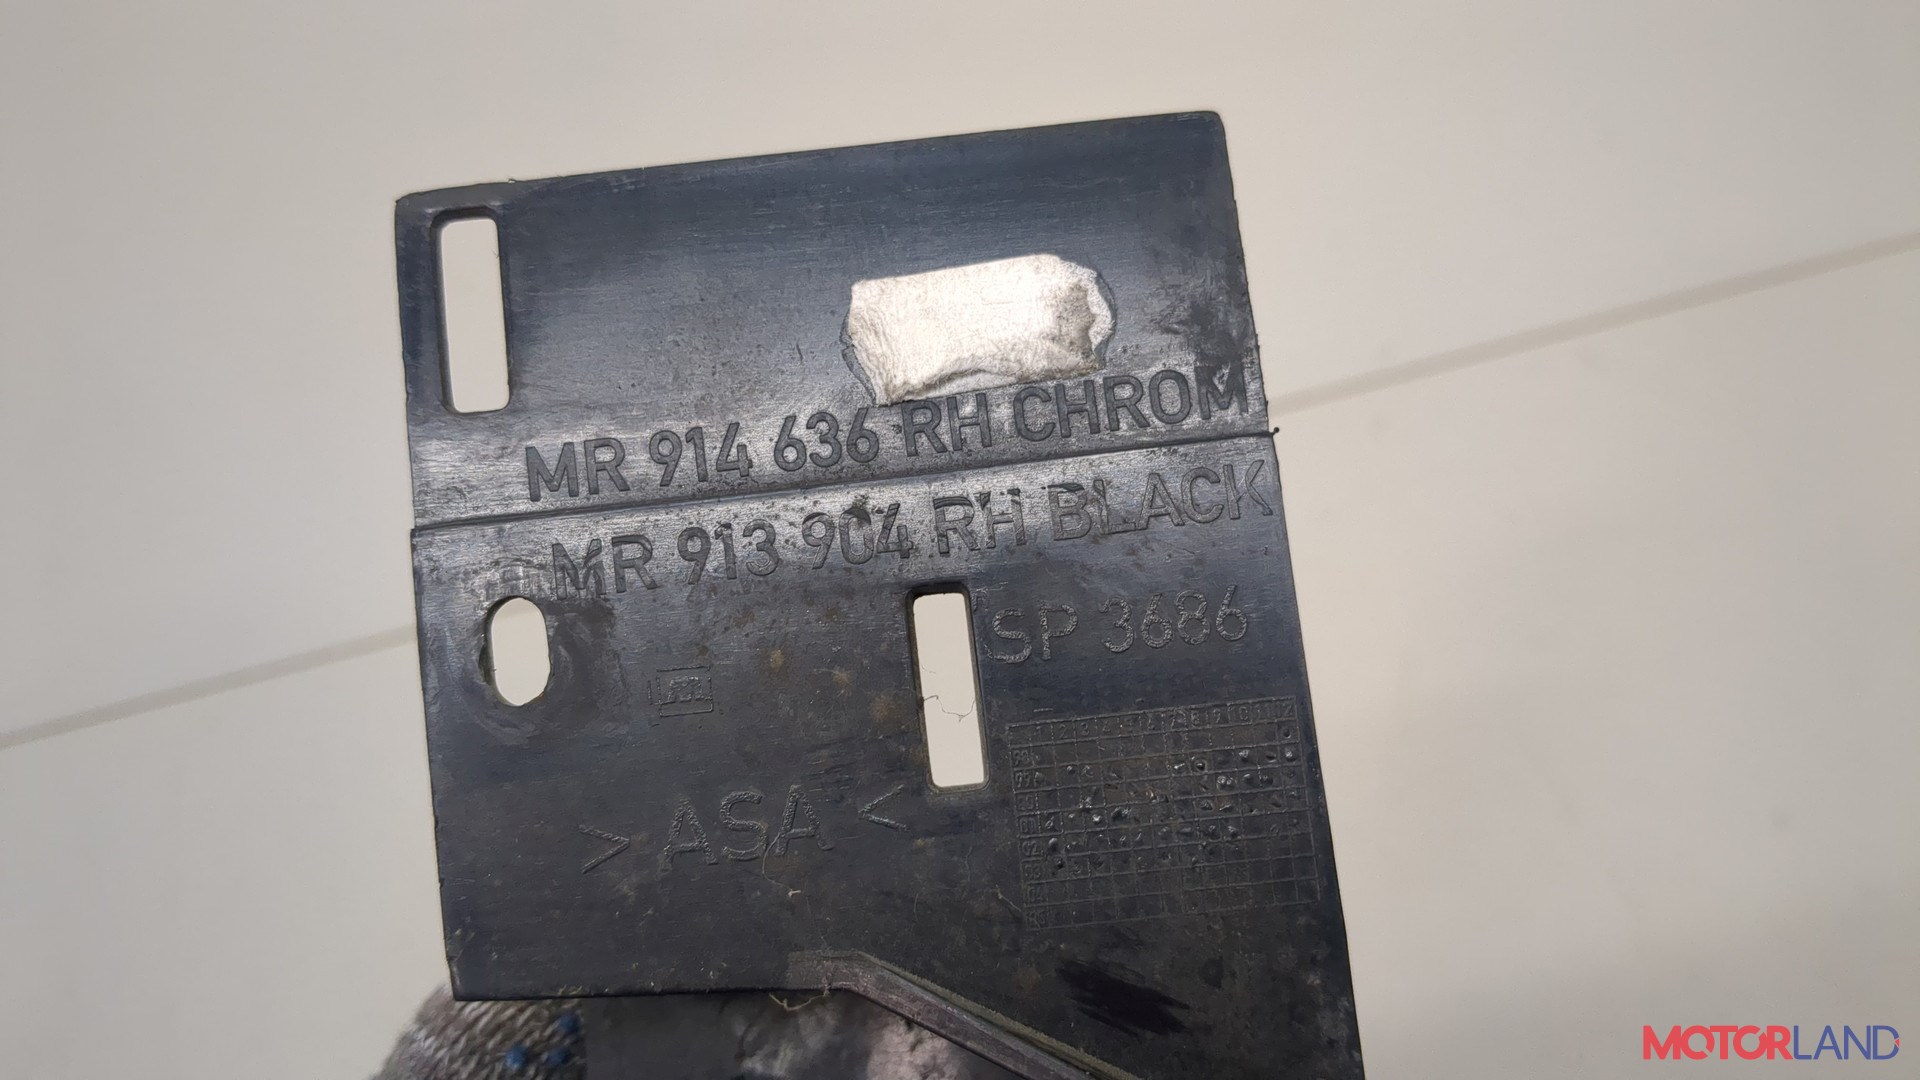 MR 914 636 RH CHROM
MR 913 904 RH BLACK
SP 3686
> ASA <
MOTORLAND